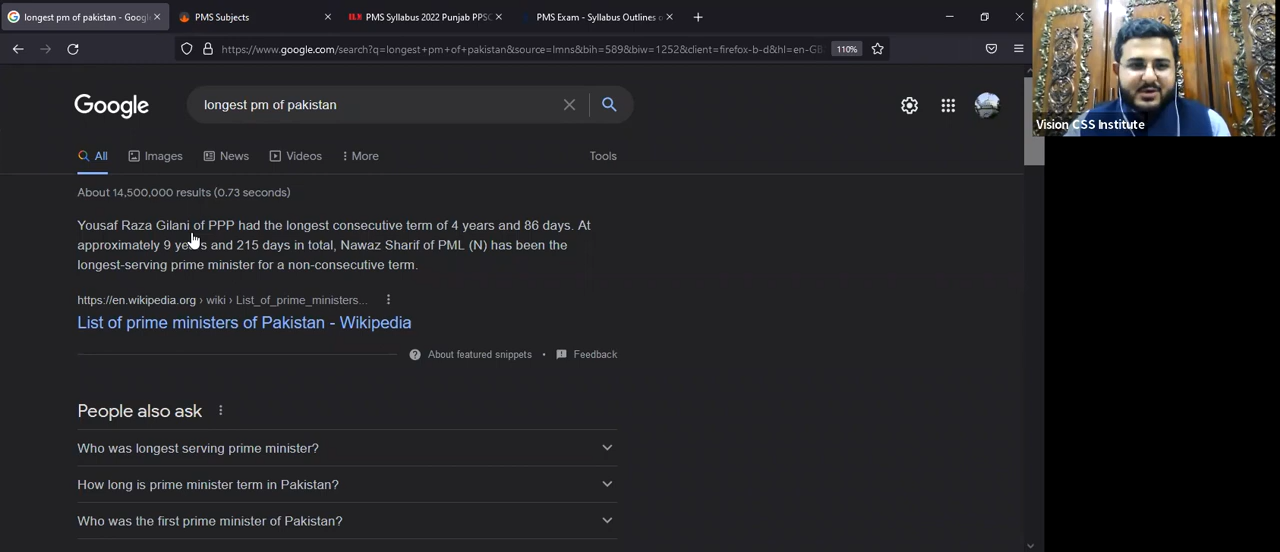 longest pm of pakistan - Google
PMS Subjects
PMS Syllabus 2022 Punjab PPSC
PMS Exam - Syllabus Outlines o
https://www.google.com/search?q=longest+pm+of+pakistan&source=lmns&bih=589&biw=1252&client=firefox-b-d&hl=en-GB
110%
Google
longest pm of pakistan
Vision CSS Institute
All
Images
News
Videos
More
Tools
About 14,500,000 results (0.73 seconds)
Yousaf Raza Gilani of PPP had the longest consecutive term of 4 years and 86 days. At
approximately 9 years and 215 days in total, Nawaz Sharif of PML (N) has been the
longest-serving prime minister for a non-consecutive term.
https://en.wikipedia.org › wiki › List_of_prime_ministers...
List of prime ministers of Pakistan - Wikipedia
About featured snippets • Feedback
People also ask
Who was longest serving prime minister?
How long is prime minister term in Pakistan?
Who was the first prime minister of Pakistan?